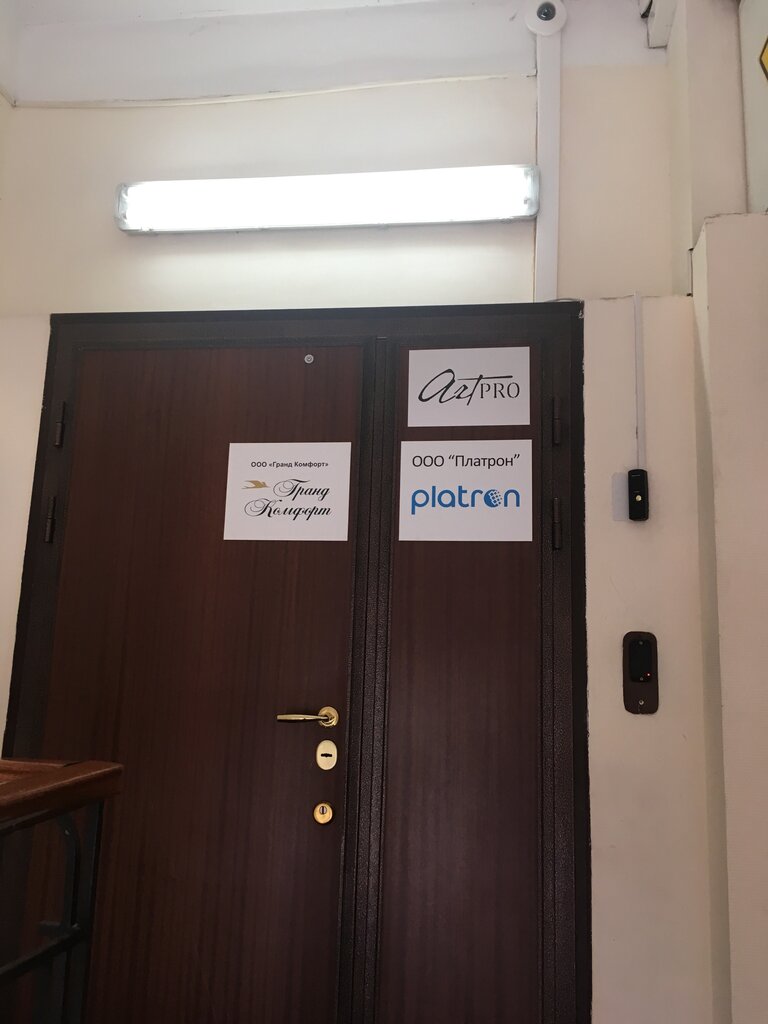 ArtPRO
ООО «Гранд Комфорт»
Гранд
Комфорт
ООО "Платрон"
platron